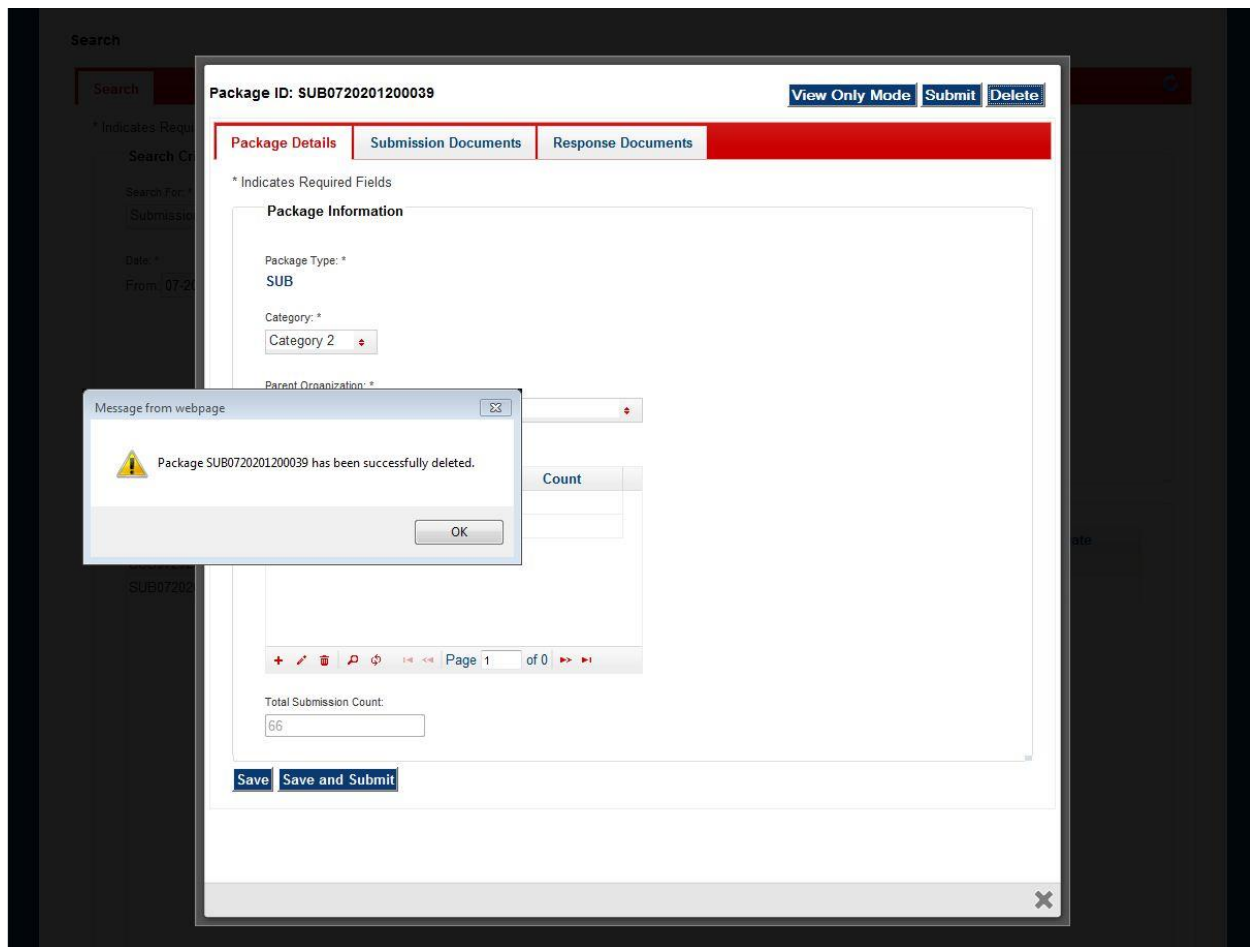 Search
Search
Package ID: SUB0720201200039
View Only Mode Submit Delete
* Indicates Requi
Package Details Submission Documents Response Documents
Search Cri
* Indicates Required Fields
Search For: *
Package Information
Submission
Date: *
Package Type: *
From 07-20
SUB
Category: *
Category 2
Parent Organization: *
Message from webpage
Package SUB0720201200039 has been successfully deleted.
OK
Count
ate
SUB07202
Page 1 of 0
Total Submission Count:
66
Save Save and Submit